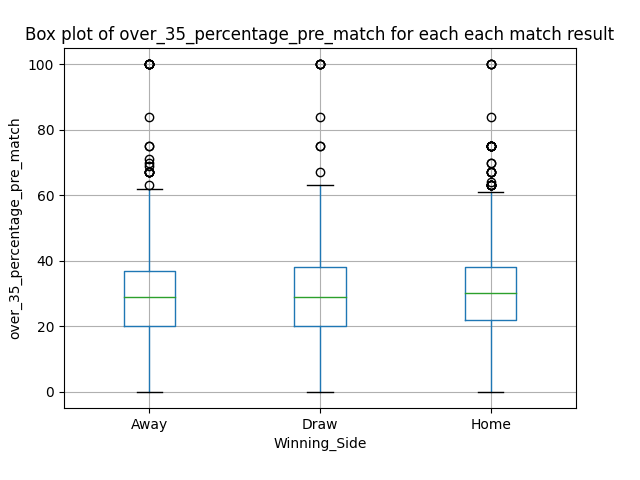 Box plot of over_35_percentage_pre_match for each each match result
100
80
60
40
20
0
over_35_percentage_pre_match
Away Draw Home
Winning_Side